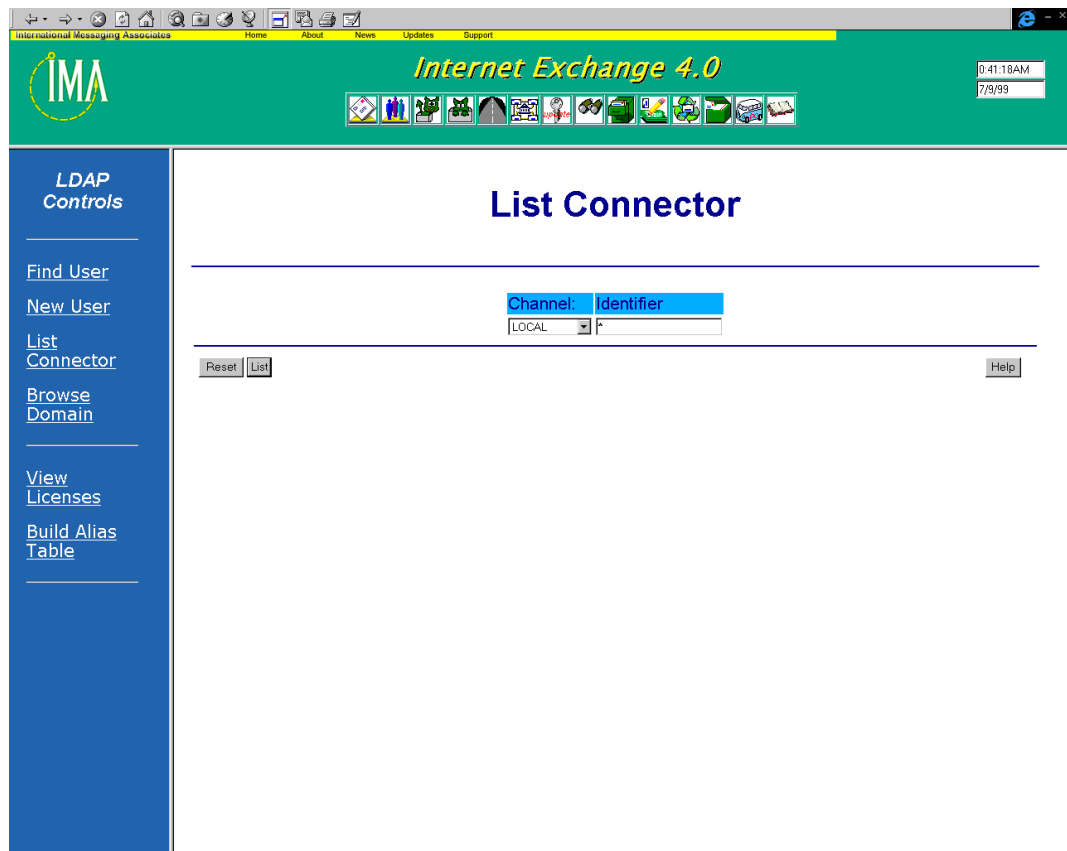 International Messaging Associates Home About News Updates Support
IMA
Internet Exchange 4.0
0:41:18AM
7/9/99
update
LDAP
Controls
Find User
New User
List
Connector
Browse
Domain
View
Licenses
Build Alias
Table
List Connector
Channel: Identifier
LOCAL *
Reset List Help